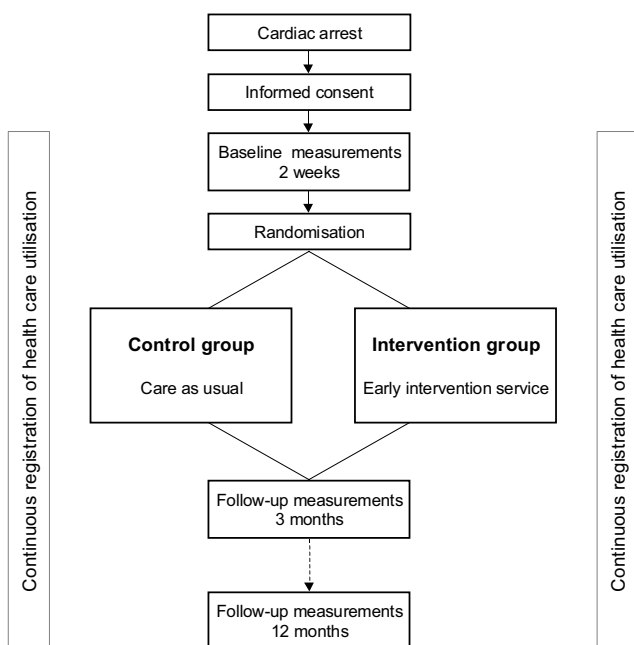 Cardiac arrest
Informed consent
Baseline measurements
2 weeks
Randomisation
Control group
Care as usual
Intervention group
Early intervention service
Follow-up measurements
3 months
Follow-up measurements
12 months
Continuous registration of health care utilisation
Continuous registration of health care utilisation